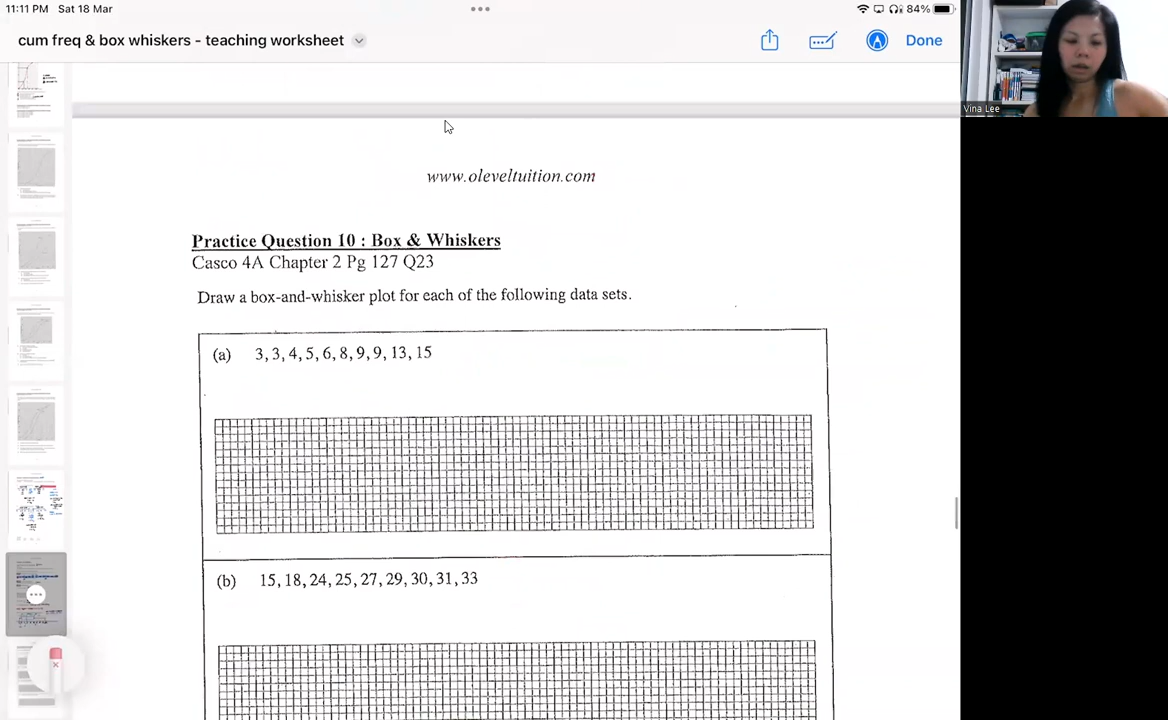 11:11 PM Sat 18 Mar
84%
cum freq & box whiskers - teaching worksheet
Done
Vina Lee
www.oleveltuition.com
Practice Question 10 : Box & Whiskers
Casco 4A Chapter 2 Pg 127 Q23
Draw a box-and-whisker plot for each of the following data sets.
(a) 3, 3, 4, 5, 6, 8, 9, 9, 13, 15
(b) 15, 18, 24, 25, 27, 29, 30, 31, 33